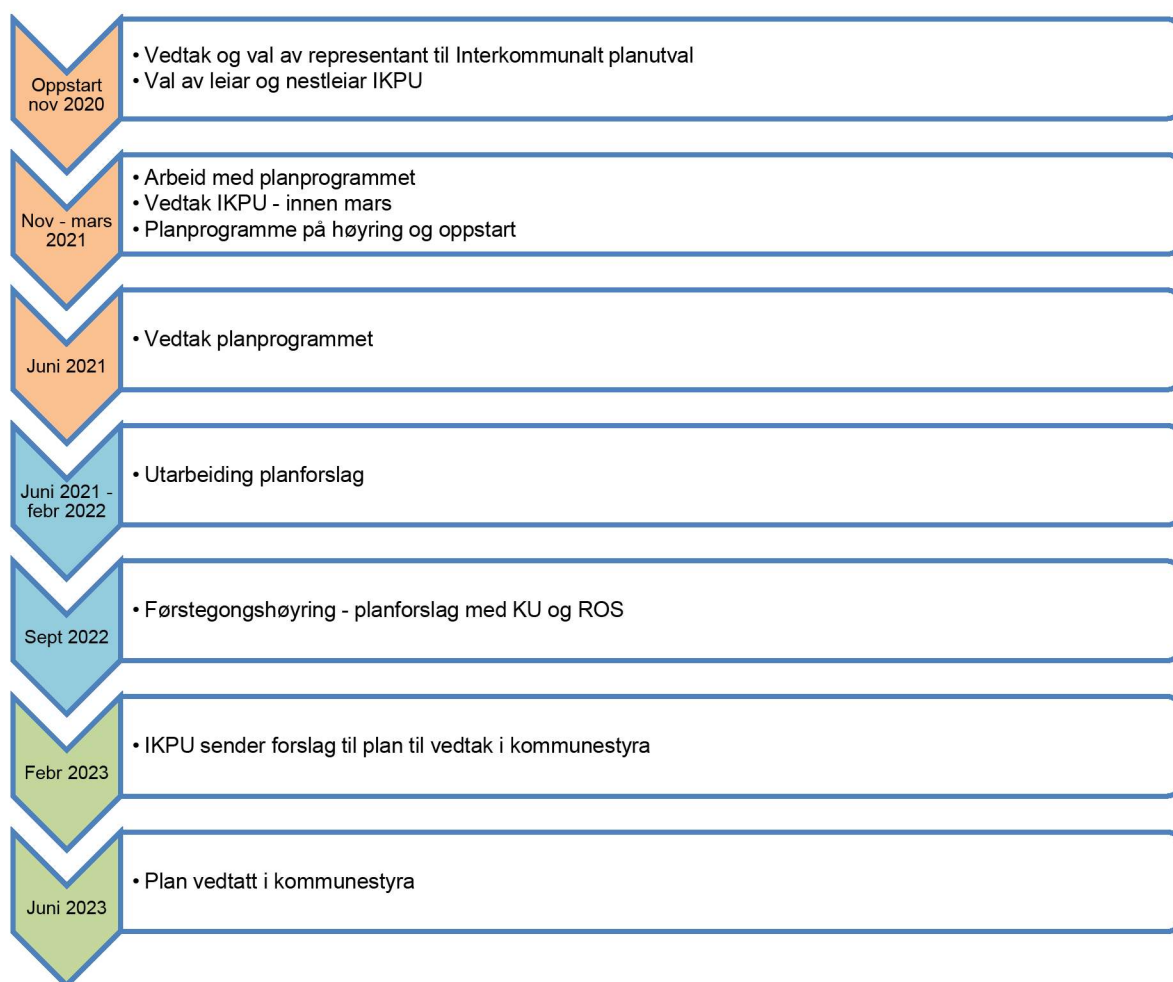 Oppstart
nov 2020
• Vedtak og val av representant til Interkommunalt planutval
• Val av leiar og nestleiar IKPU
Nov - mars
2021
• Arbeid med planprogrammet
• Vedtak IKPU - innen mars
• Planprogramme på høyring og oppstart
Juni 2021
• Vedtak planprogrammet
Juni 2021 -
febr 2022
• Utarbeiding planforslag
Sept 2022
• Førstegongshøyring - planforslag med KU og ROS
Febr 2023
• IKPU sender forslag til plan til vedtak i kommunestyra
Juni 2023
• Plan vedtatt i kommunestyra